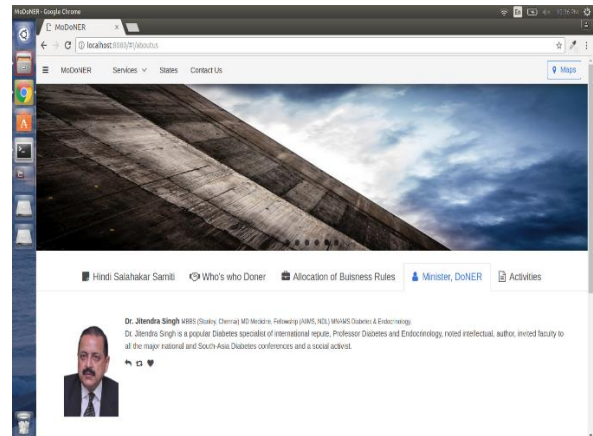 MoDoNER - Google Chrome
MoDoNER
localhost:8080/#!/aboutus
MoDoNER Services States Contact Us Maps
Hindi Salahakar Samiti Who's who Doner Allocation of Buisness Rules Minister, DoNER Activities
Dr. Jitendra Singh MBBS (Stanley, Chennai) MD Medicine, Fellowship (AIIMS, NDL) MNAMS Diabetes & Endocrinology.
Dr. Jitendra Singh is a popular Diabetes specialist of international repute, Professor Diabetes and Endocrinology, noted intellectual, author, invited faculty to
all the major national and South-Asia Diabetes conferences and a social activist.